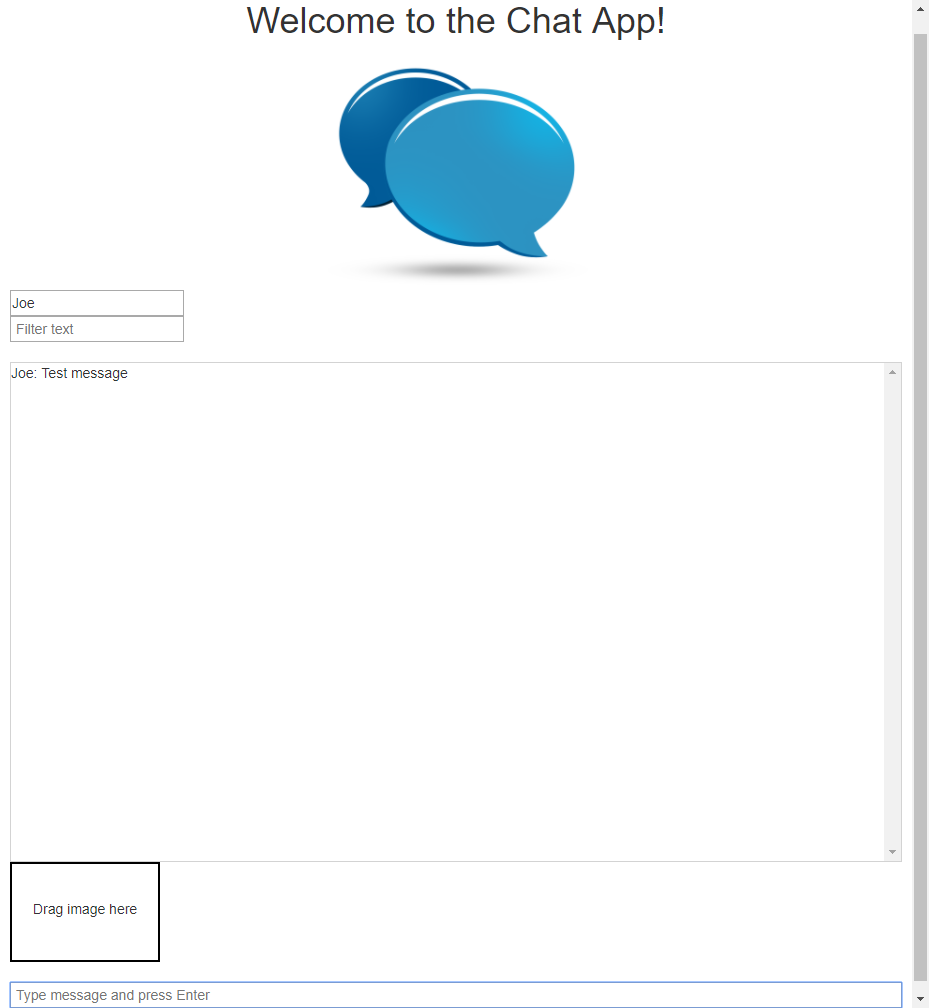 Welcome to the Chat App!
Joe
Filter text
Joe: Test message
Drag image here
Type message and press Enter